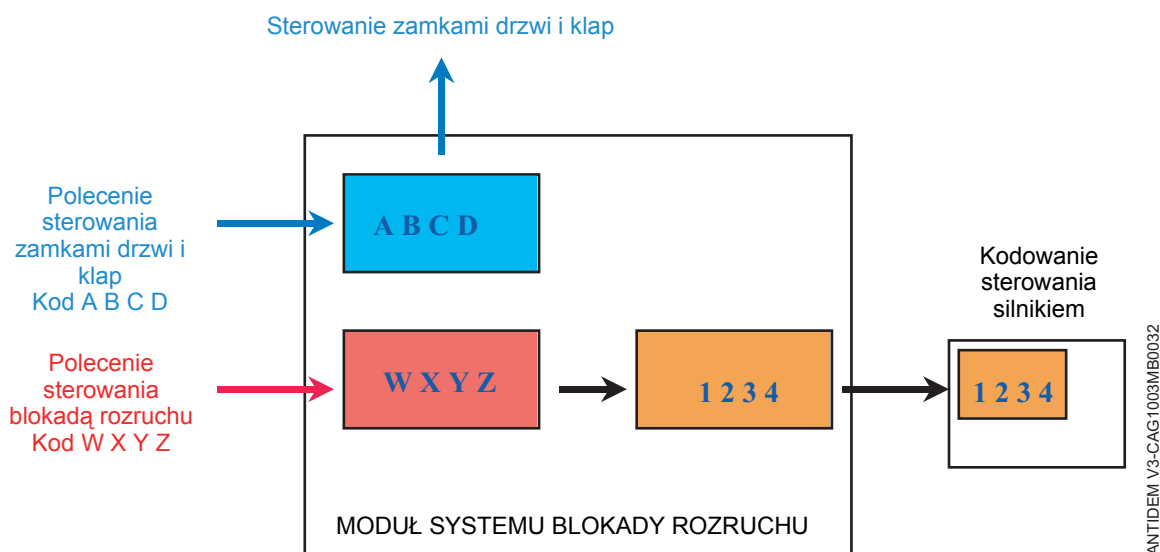 Sterowanie zamkami drzwi i klap
Polecenie
sterowania
zamkami drzwi i
klap
Kod A B C D
A B C D
Polecenie
sterowania
blokadą rozruchu
Kod W X Y Z
W X Y Z
1 2 3 4
Kodowanie
sterowania
silnikiem
1 2 3 4
MODUŁ SYSTEMU BLOKADY ROZRUCHU
ANTIDEM V3-CAG1003MB0032